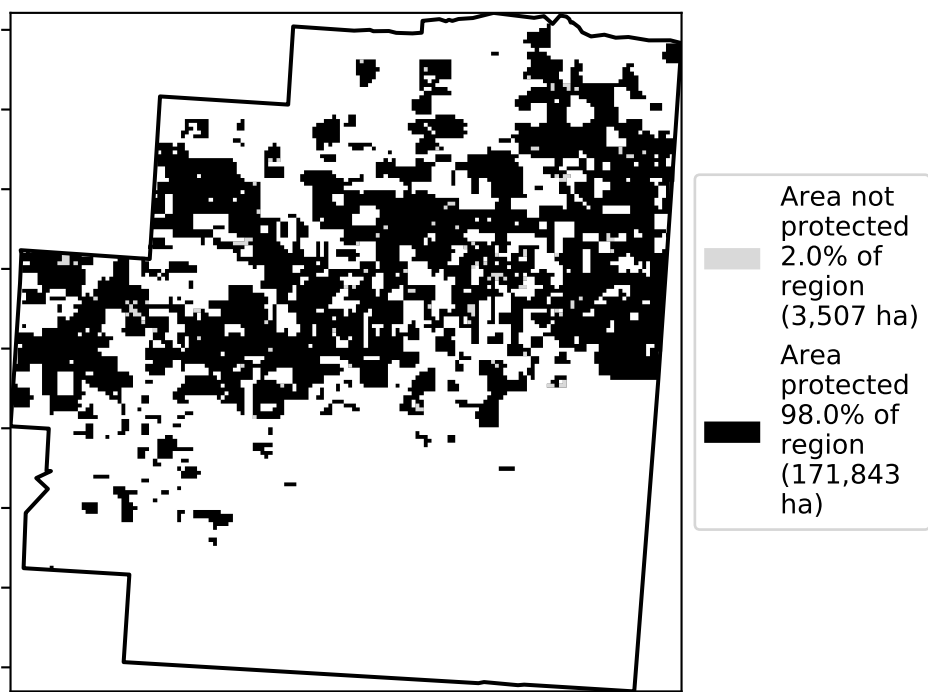 Area not
protected
2.0% of
region
(3,507 ha)
Area
protected
98.0% of
region
(171,843
ha)